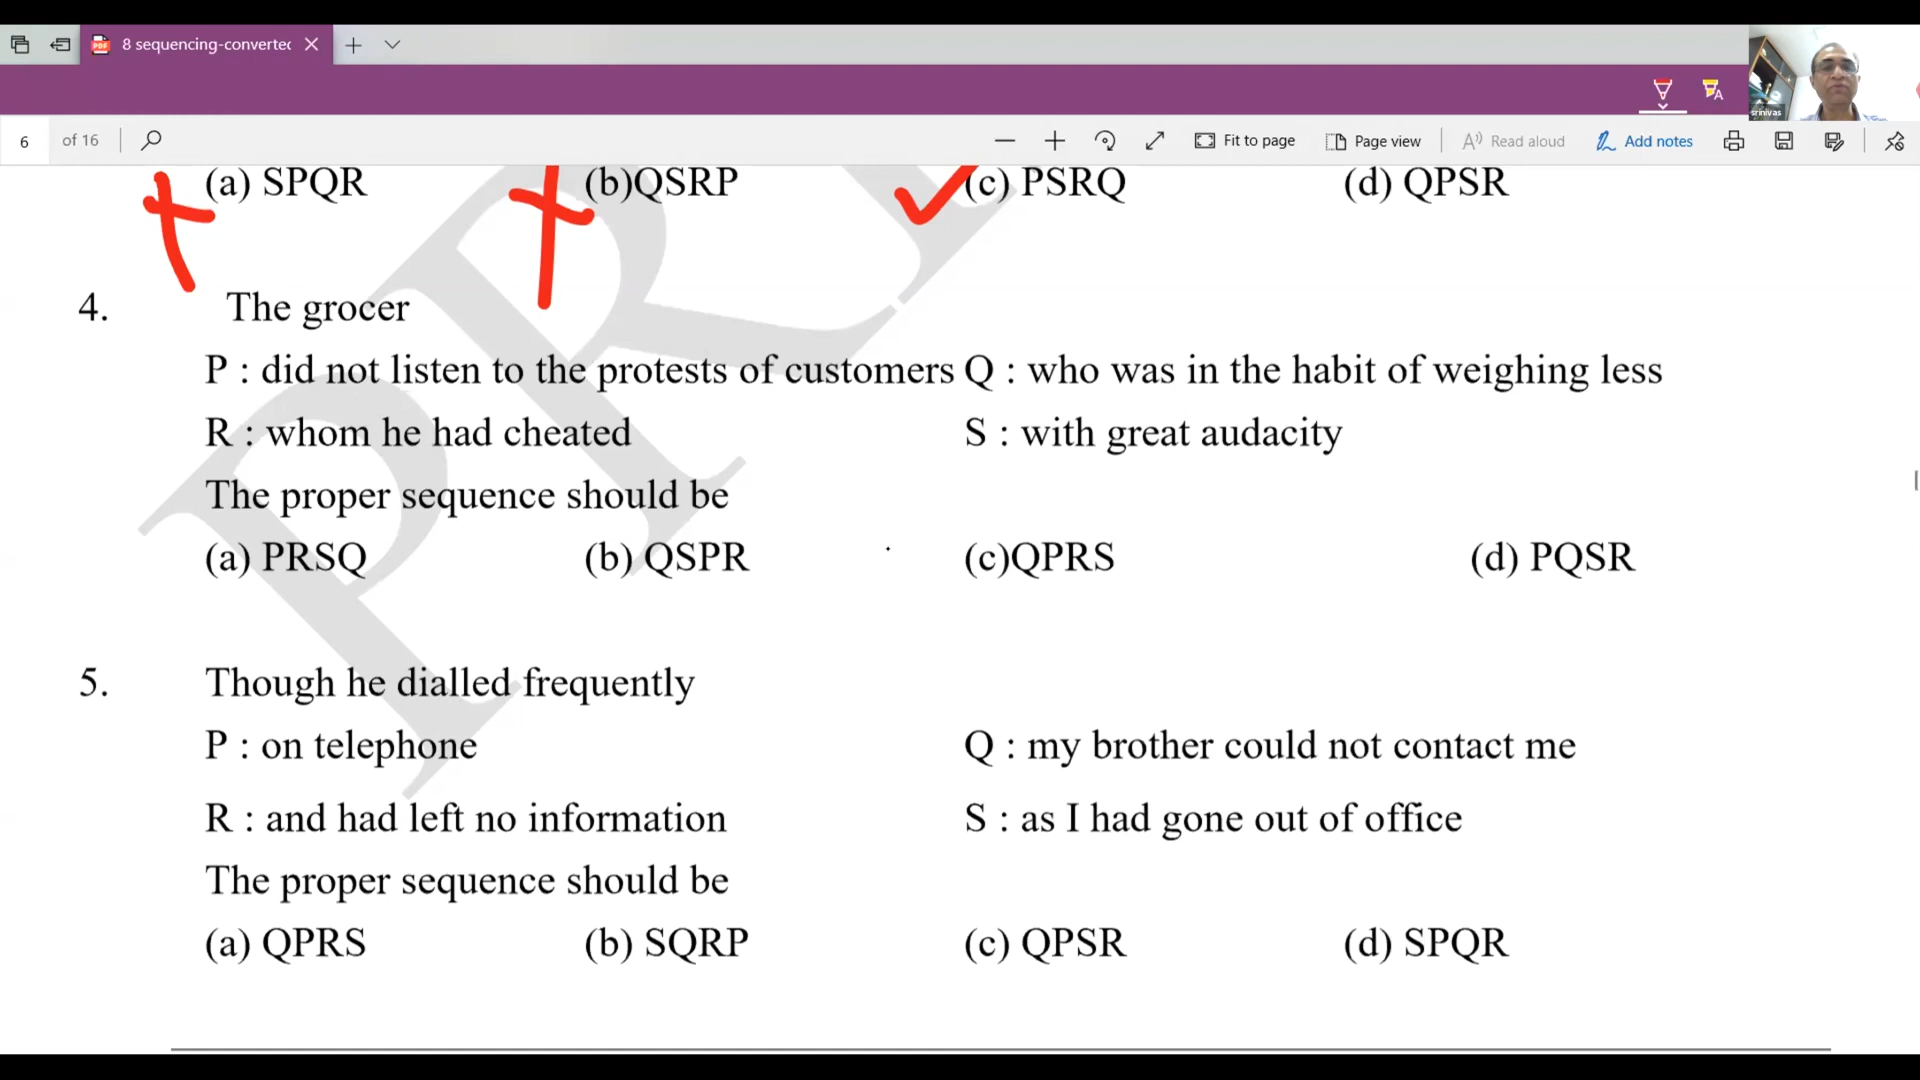 8 sequencing-converted
srinivas
6 of 16 Fit to page Page view Read aloud Add notes
(a) SPQR (b)QSRP (c) PSRQ (d) QPSR
4. The grocer
P : did not listen to the protests of customers Q : who was in the habit of weighing less
R : whom he had cheated S : with great audacity
The proper sequence should be
(a) PRSQ (b) QSPR (c)QPRS (d) PQSR
5. Though he dialled frequently
P : on telephone Q : my brother could not contact me
R : and had left no information S : as I had gone out of office
The proper sequence should be
(a) QPRS (b) SQRP (c) QPSR (d) SPQR